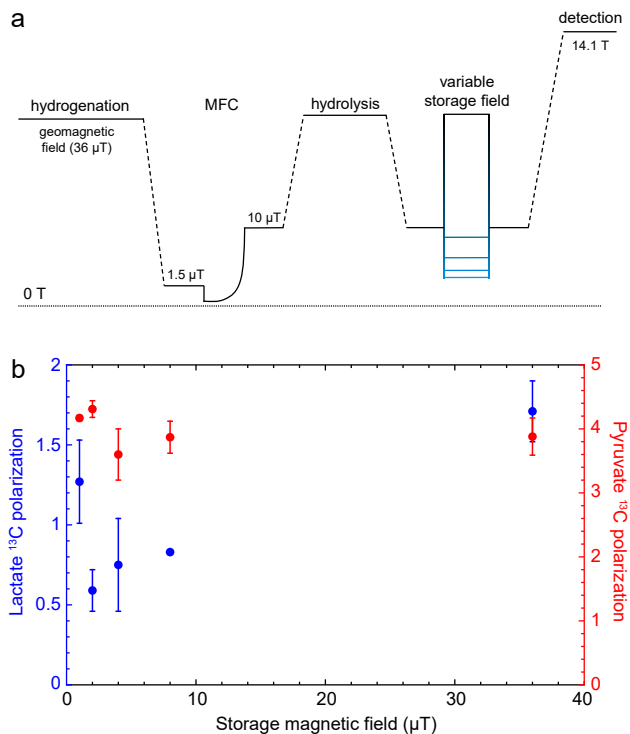 a
detection
14.1 T
hydrogenation
MFC
hydrolysis
variable
storage field
geomagnetic
field (36 µT)
10 µT
1.5 µT
0 T
b
2
1.5
1
0.5
0
Lactate ¹³C polarization
5
4
3
2
1
0
Pyruvate ¹³C polarization
0
10
20
30
40
Storage magnetic field (µT)